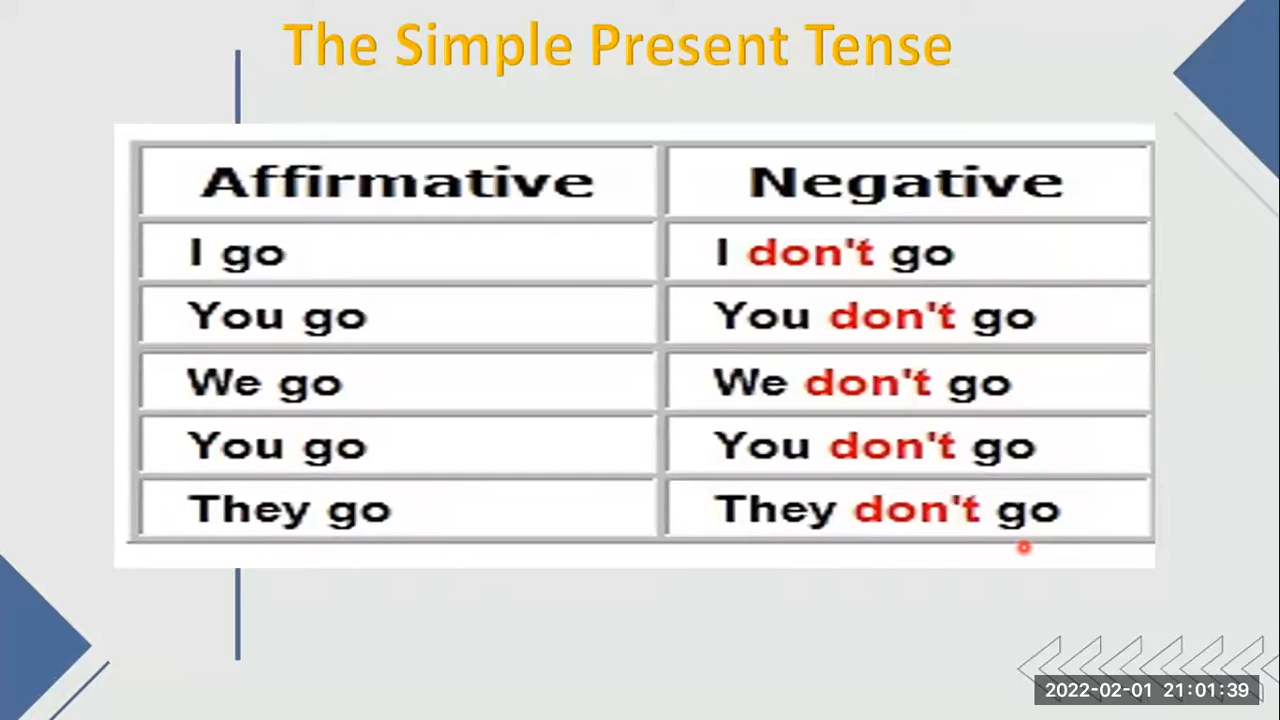 The Simple Present Tense
Affirmative Negative
I go I don't go
You go You don't go
We go We don't go
You go You don't go
They go They don't go
2022-02-01 21:01:39